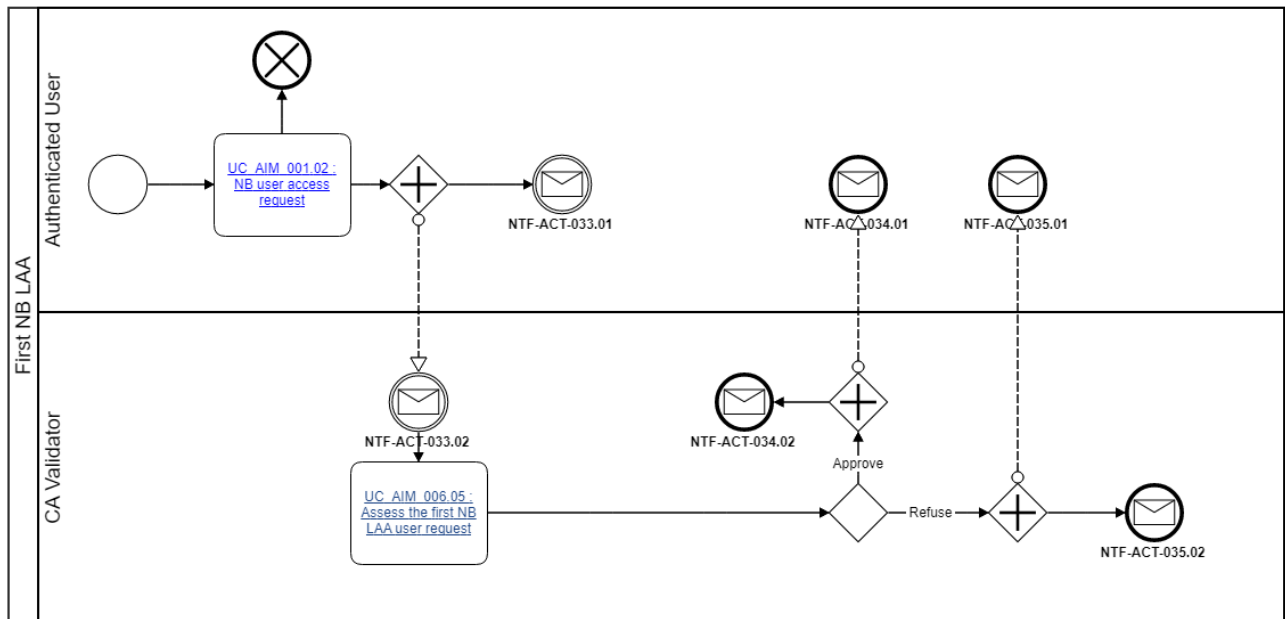 First NB LAA
Authenticated User
UC_AIM_001.02 :
NB user access
request
NTF-ACT-033.01
NTF-ACT-034.01
NTF-ACT-035.01
CA Validator
NTF-ACT-033.02
UC_AIM_006.05 :
Assess the first NB
LAA user request
NTF-ACT-034.02
Approve
Refuse
NTF-ACT-035.02